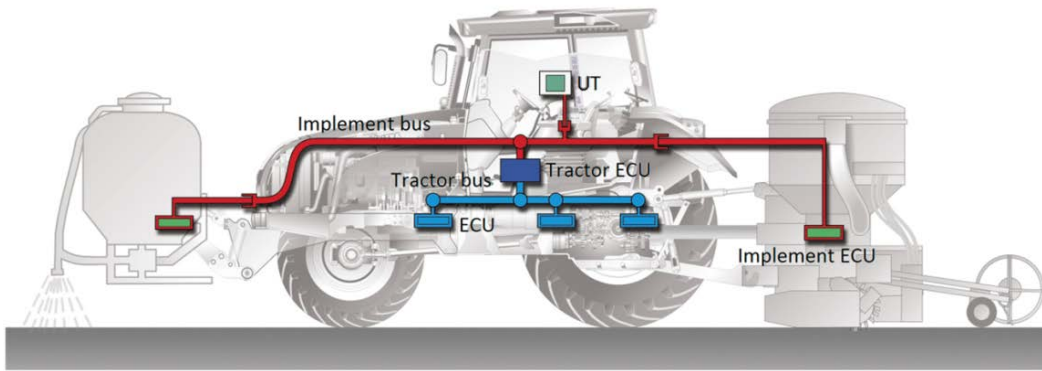 UT
Implement bus
Tractor ECU
Tractor bus
ECU
Implement ECU